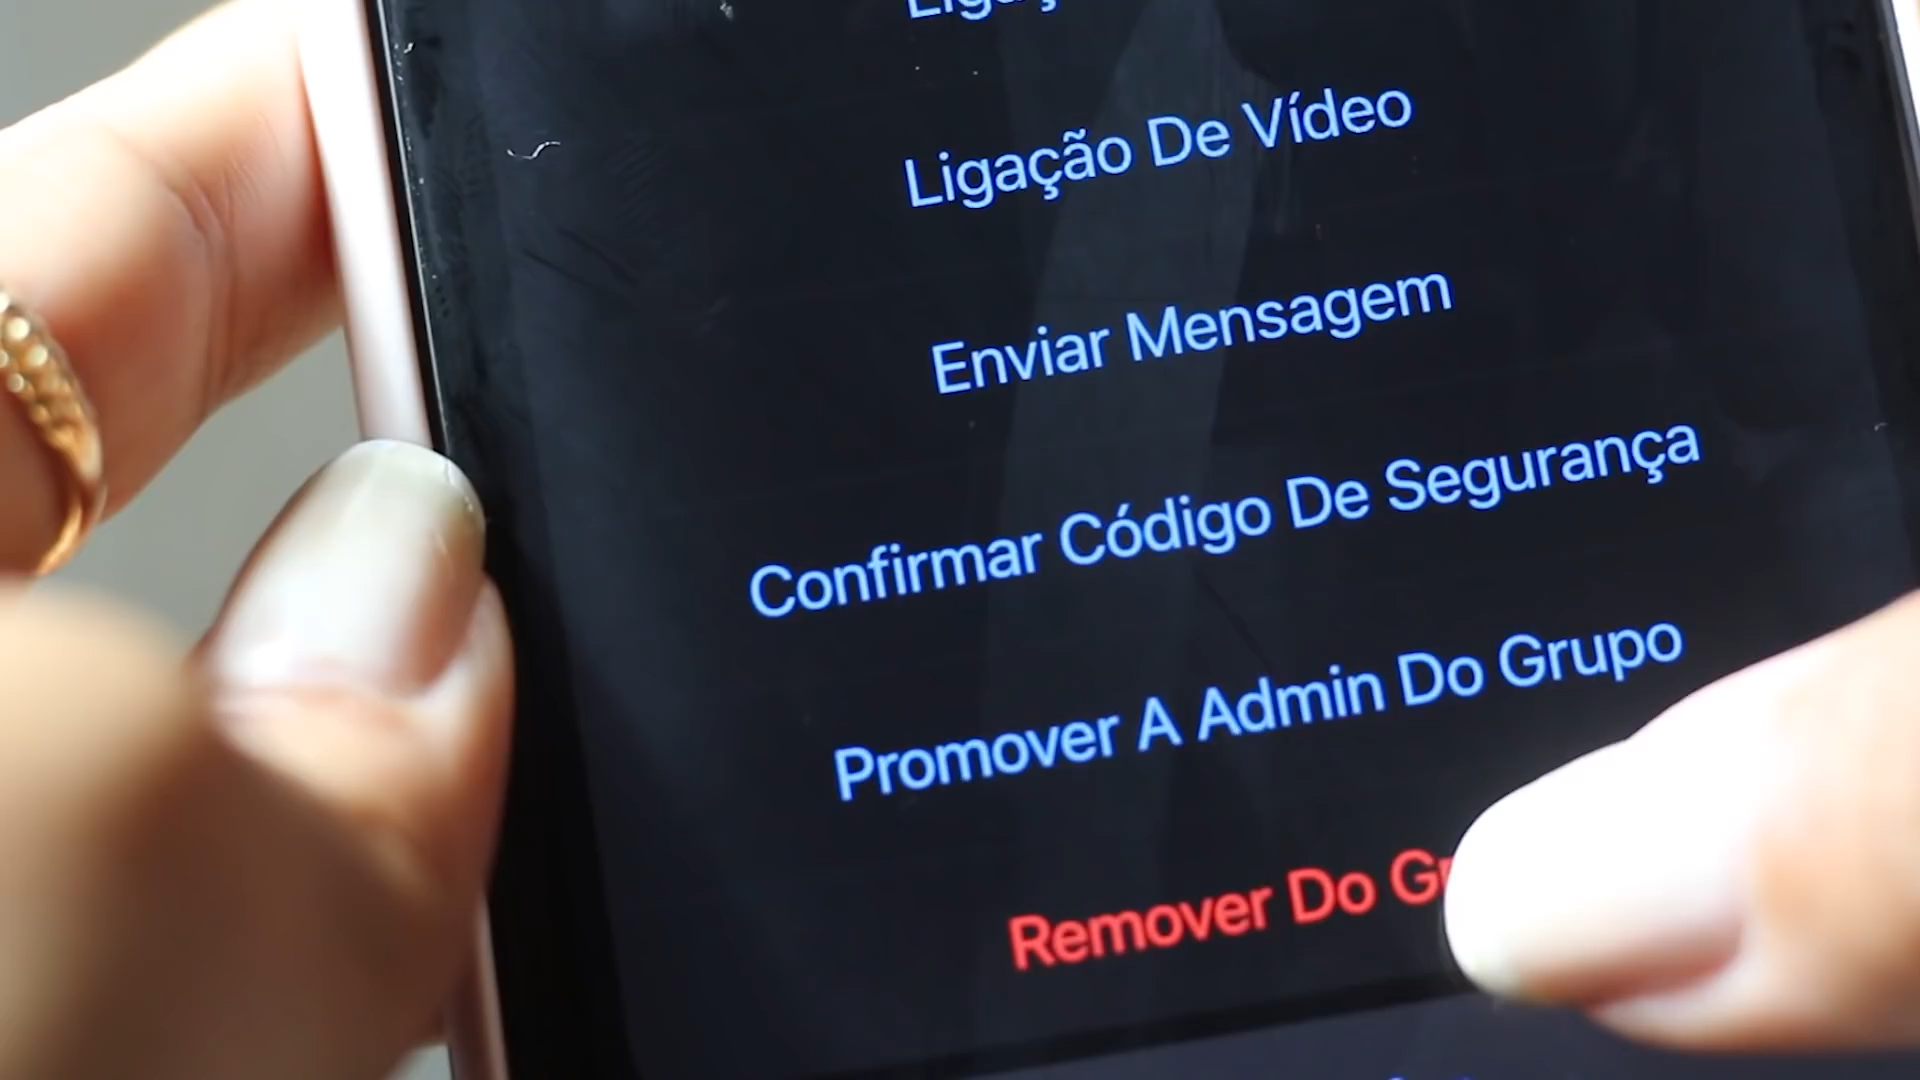 Ligação De Vídeo
Enviar Mensagem
Confirmar Código De Segurança
Promover A Admin Do Grupo
Remover Do